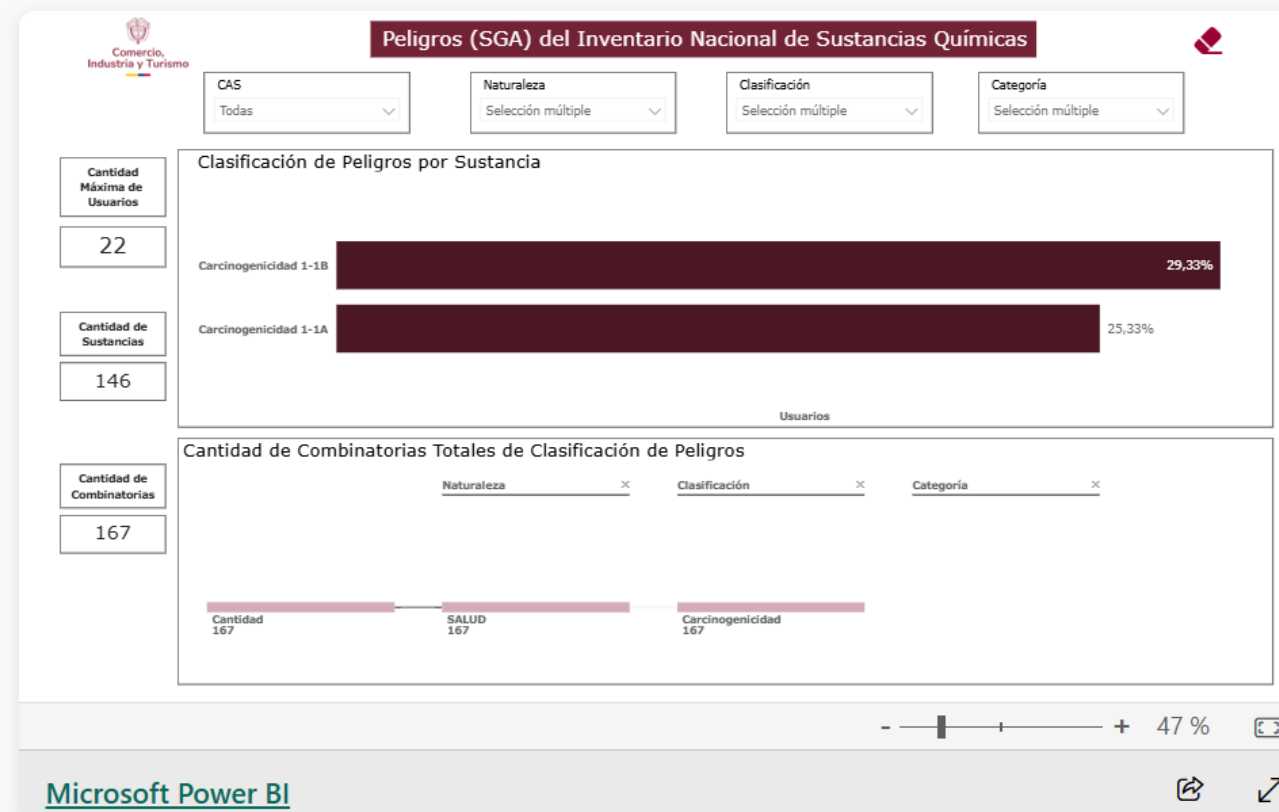 Comercio,
Industria y Turismo
Peligros (SGA) del Inventario Nacional de Sustancias Químicas
CAS
Todas
Naturaleza
Selección múltiple
Clasificación
Selección múltiple
Categoría
Selección múltiple
Cantidad
Máxima de
Usuarios
22
Cantidad de
Sustancias
146
Cantidad de
Combinatorias
167
Clasificación de Peligros por Sustancia
Carcinogenicidad 1-1B
29,33%
Carcinogenicidad 1-1A
25,33%
Usuarios
Cantidad de Combinatorias Totales de Clasificación de Peligros
Naturaleza
Clasificación
Categoría
Cantidad
167
SALUD
167
Carcinogenicidad
167
- + 47 %
Microsoft Power BI